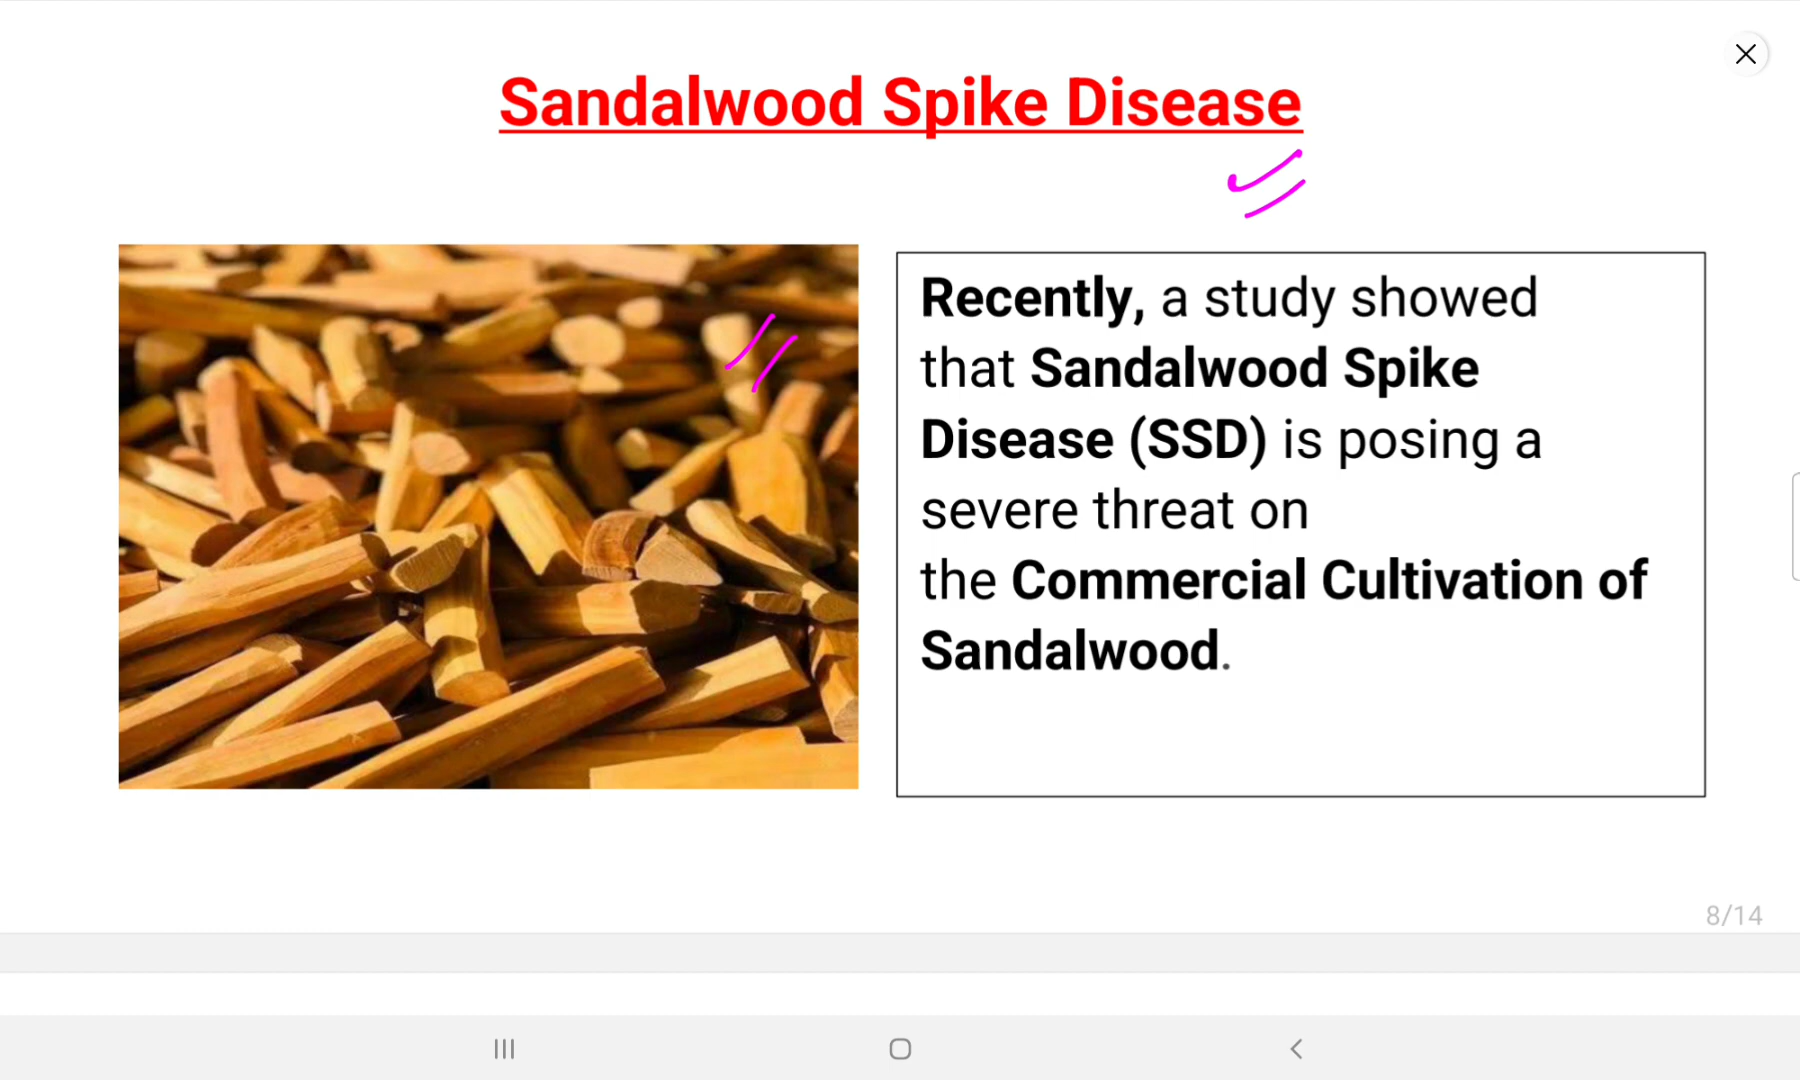 Sandalwood Spike Disease
Recently, a study showed
that Sandalwood Spike
Disease (SSD) is posing a
severe threat on
the Commercial Cultivation of
Sandalwood.
8/14